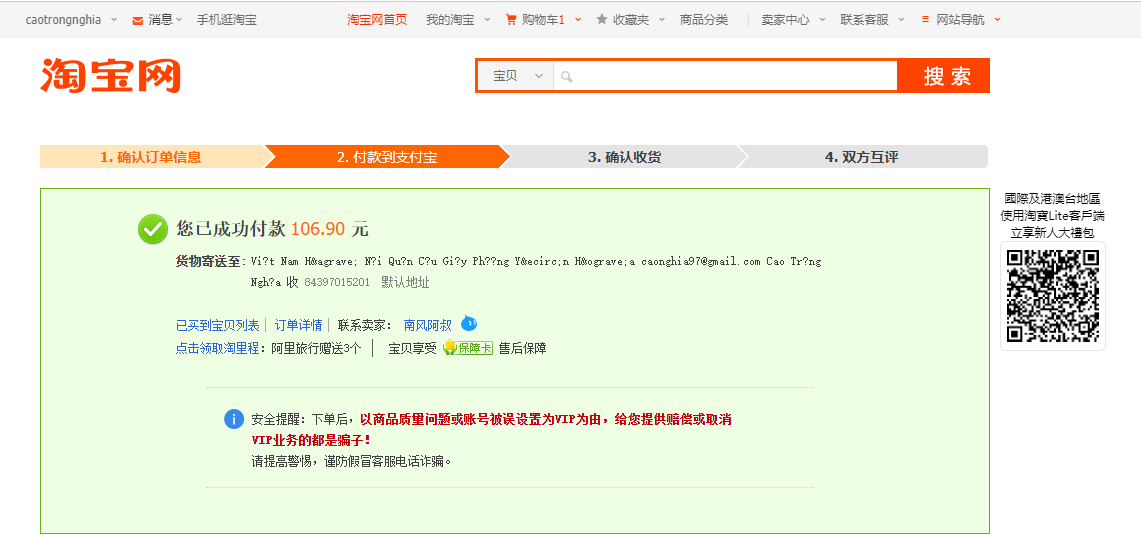 caotrongnghia 消息 手机逛淘宝 淘宝网首页 我的淘宝 购物车1 收藏夹 商品分类 卖家中心 联系客服 网站导航
淘宝网
宝贝 搜索
1. 确认订单信息 2. 付款到支付宝 3. 确认收货 4. 双方互评
您已成功付款 106.90 元
货物寄送至: Vi?t Nam H&agrave; N?i Qu?n C?u Gi?y Ph??ng Y&ecirc;n H&ograve;a caonghia97@gmail.com Cao Tr?ng
Ngh?a 收 84397015201 默认地址
已买到宝贝列表 | 订单详情 | 联系卖家: 南风阿叔
点击领取淘里程: 阿里旅行赠送3个 | 宝贝享受 保障卡 售后保障
安全提醒: 下单后, 以商品质量问题或账号被误设置为VIP为由, 给您提供赔偿或取消
VIP业务的都是骗子!
请提高警惕, 谨防假冒客服电话诈骗。
國際及港澳台地區
使用淘寶Lite客戶端
立享新人大禮包